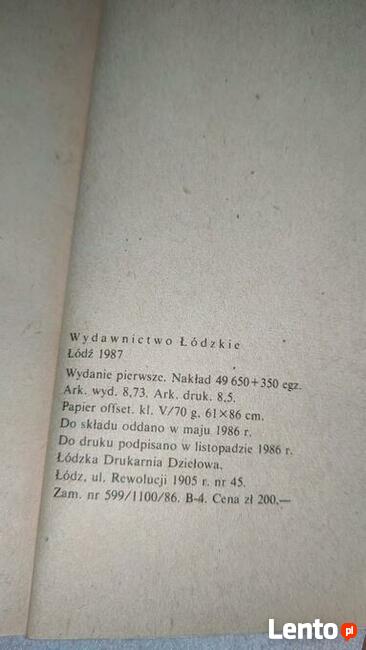 Wydawnictwo Łódzkie
Łódź 1987
Wydanie pierwsze. Nakład 49 650+350 egz.
Ark. wyd. 8,73. Ark. druk. 8,5.
Papier offset. kl. V/70 g, 61×86 cm.
Do składu oddano w maju 1986 r.
Do druku podpisano w listopadzie 1986 r.
Łódzka Drukarnia Dziełowa,
Łódz, ul. Rewolucji 1905 r. nr 45.
Zam. nr 599/1100/86. B-4. Cena zł 200,—
Lento.pl